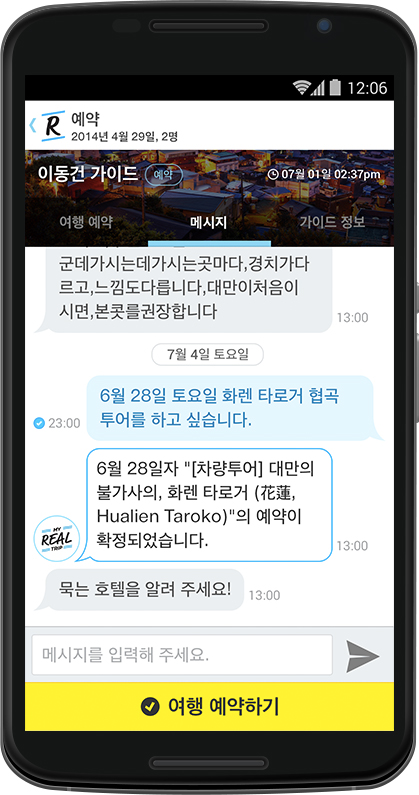 12:06
R
예약
2014년 4월 29일, 2명
이동건 가이드
예약
07월 01일 02:37pm
여행 예약
메시지
가이드 정보
군데가시는데가시는곳마다,경치가다
르고,느낌도다릅니다,대만이처음이
시면,본콧를권장합니다
13:00
7월 4일 토요일
6월 28일 토요일 화렌 타로거 협곡
투어를 하고 싶습니다.
23:00
6월 28일자 "[차량투어] 대만의
불가사의, 화렌 타로거 (花蓮,
Hualien Taroko)"의 예약이
확정되었습니다.
MY
REAL
TRIP
13:00
묵는 호텔을 알려 주세요!
13:00
메시지를 입력해 주세요.
여행 예약하기